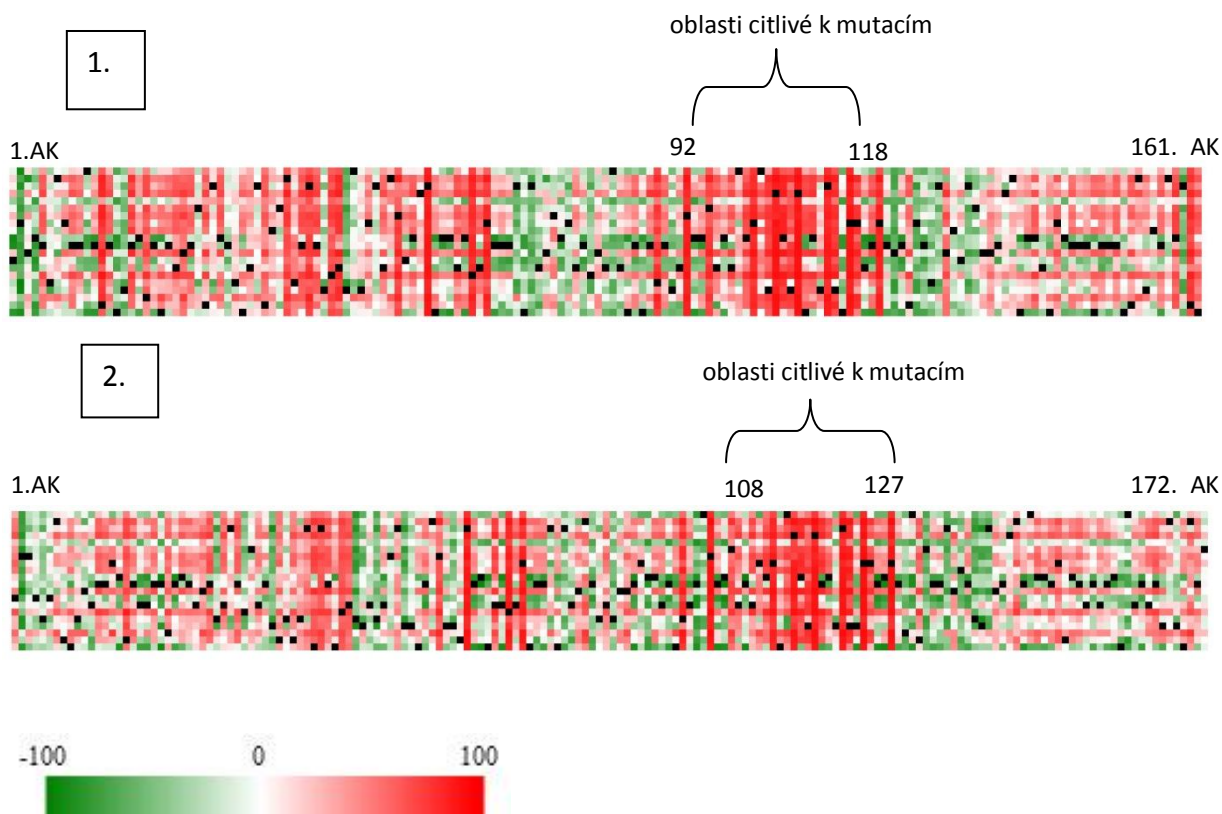 1.
oblasti citlivé k mutacím
1.AK 92 118 161. AK
2.
oblasti citlivé k mutacím
1.AK 108 127 172. AK
-100 0 100